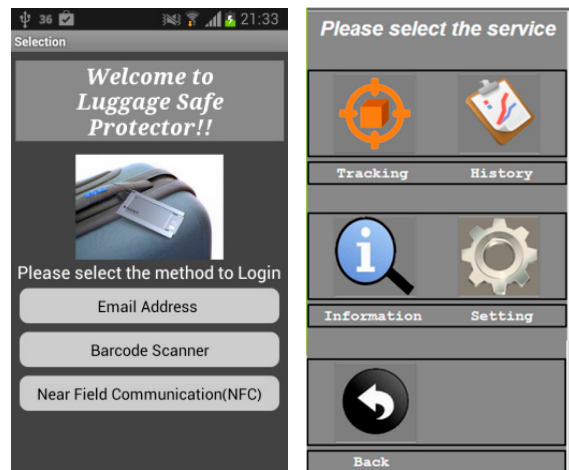 36 21:33
Selection
Welcome to
Luggage Safe
Protector!!
Please select the method to Login
Email Address
Barcode Scanner
Near Field Communication(NFC)
Please select the service
Tracking History
Information Setting
Back